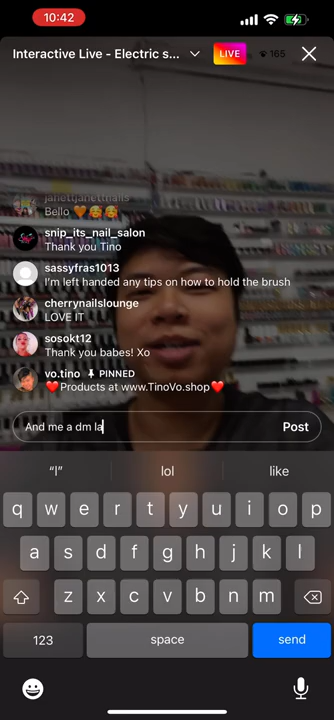 10:42
Interactive Live - Electric s...
LIVE
165
janettjanettnails
Bello 🧡🥰🥰
snip_its_nail_salon
Thank you Tino
sassyfras1013
I'm left handed any tips on how to hold the brush
cherrynailslounge
LOVE IT
sosokt12
Thank you babes! Xo
vo.tino PINNED
❤️Products at www.TinoVo.shop❤️
And me a dm la
Post
"l" lol like
q w e r t y u i o p
a s d f g h j k l
z x c v b n m
123 space send